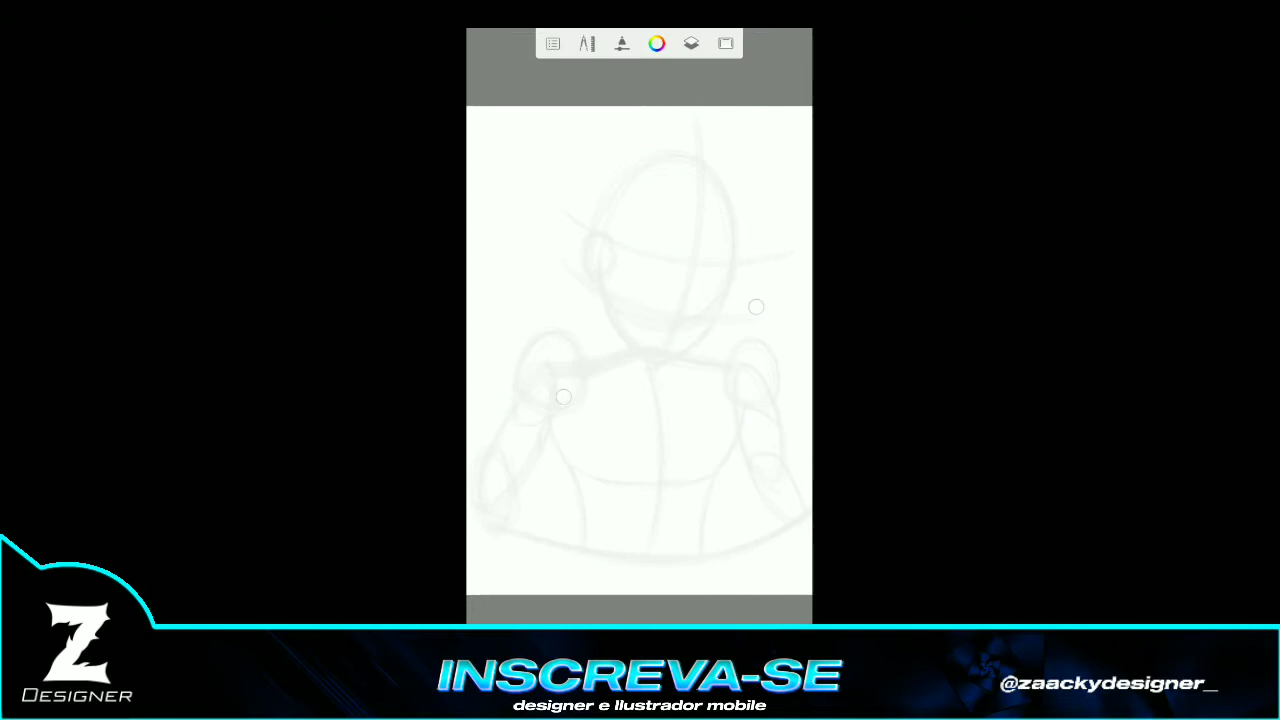 INSCREVA-SE
designer e Ilustrador mobile
@zaackydesigner_
Z
DESIGNER